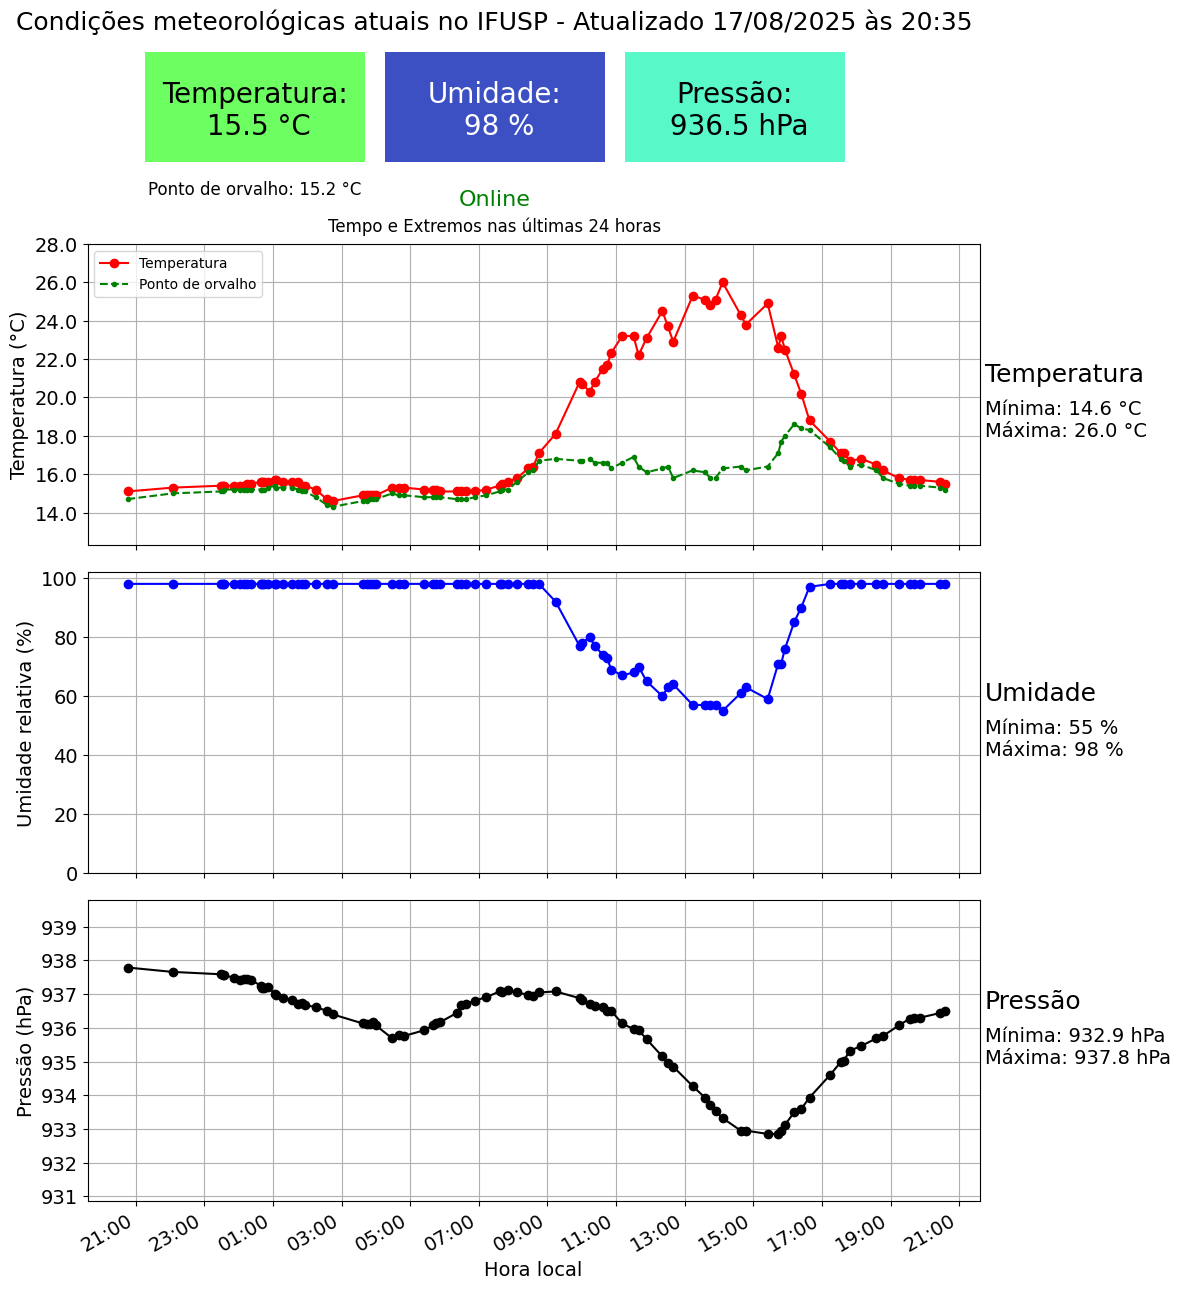 Condições meteorológicas atuais no IFUSP - Atualizado 17/08/2025 às 20:35
Temperatura:
15.5 °C
Umidade:
98 %
Pressão:
936.5 hPa
Ponto de orvalho: 15.2 °C
Online
Tempo e Extremos nas últimas 24 horas
Temperatura (°C)
28.0
26.0
24.0
22.0
20.0
18.0
16.0
14.0
Temperatura
Ponto de orvalho
Temperatura
Mínima: 14.6 °C
Máxima: 26.0 °C
Umidade relativa (%)
100
80
60
40
20
0
Umidade
Mínima: 55 %
Máxima: 98 %
Pressão (hPa)
939
938
937
936
935
934
933
932
931
Pressão
Mínima: 932.9 hPa
Máxima: 937.8 hPa
21:00 23:00 01:00 03:00 05:00 07:00 09:00 11:00 13:00 15:00 17:00 19:00 21:00
Hora local